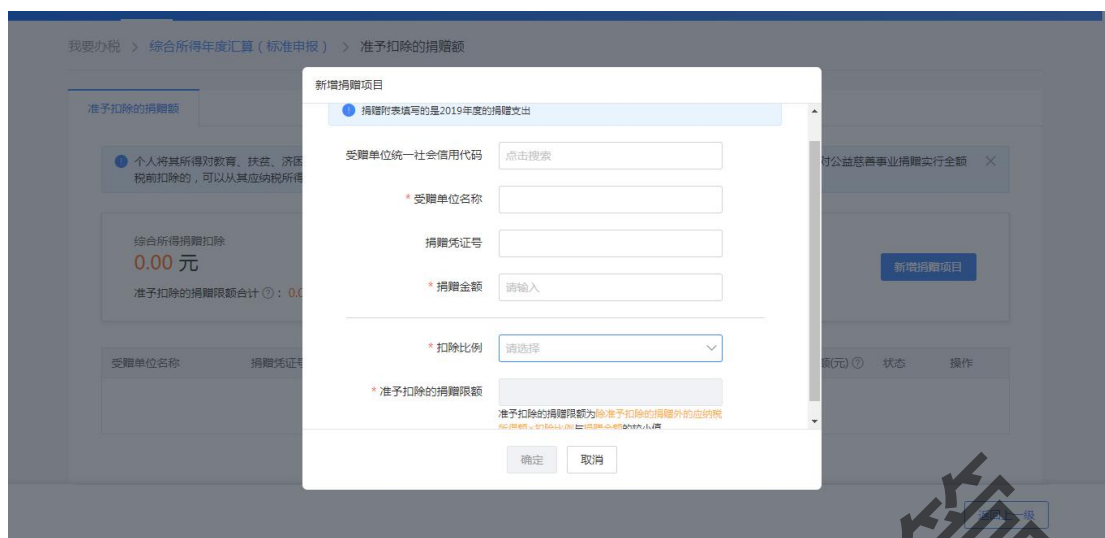 我要办税 > 综合所得年度汇算（标准申报） > 准予扣除的捐赠额
新增捐赠项目
准予扣除的捐赠额
捐赠附表填写的是2019年度的捐赠支出
个人将其所得对教育、扶贫、济困
对公益慈善事业捐赠实行全额
税前扣除的，可以从其应纳税所得
受赠单位统一社会信用代码 点击搜索
* 受赠单位名称
捐赠凭证号
综合所得捐赠扣除
0.00 元
新增捐赠项目
准予扣除的捐赠限额合计 ? ： 0.0
* 捐赠金额 请输入
* 扣除比例 请选择
受赠单位名称 捐赠凭证号
额(元) ? 状态 操作
* 准予扣除的捐赠限额
准予扣除的捐赠限额为除准予扣除的捐赠外的应纳税
所得额×扣除比例与捐赠金额的较小值
确定 取消
返回上一级